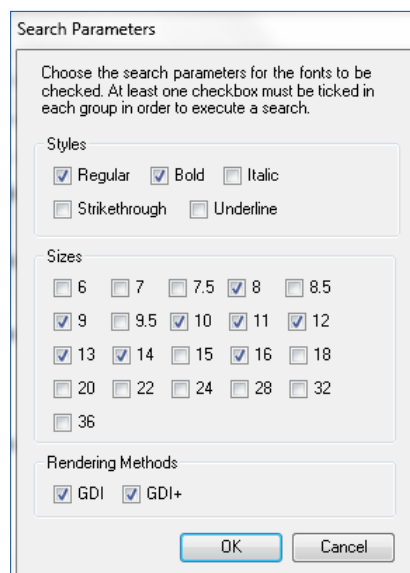 Search Parameters
Choose the search parameters for the fonts to be
checked. At least one checkbox must be ticked in
each group in order to execute a search.
Styles
Regular Bold Italic
Strikethrough Underline
Sizes
6 7 7.5 8 8.5
9 9.5 10 11 12
13 14 15 16 18
20 22 24 28 32
36
Rendering Methods
GDI GDI+
OK Cancel